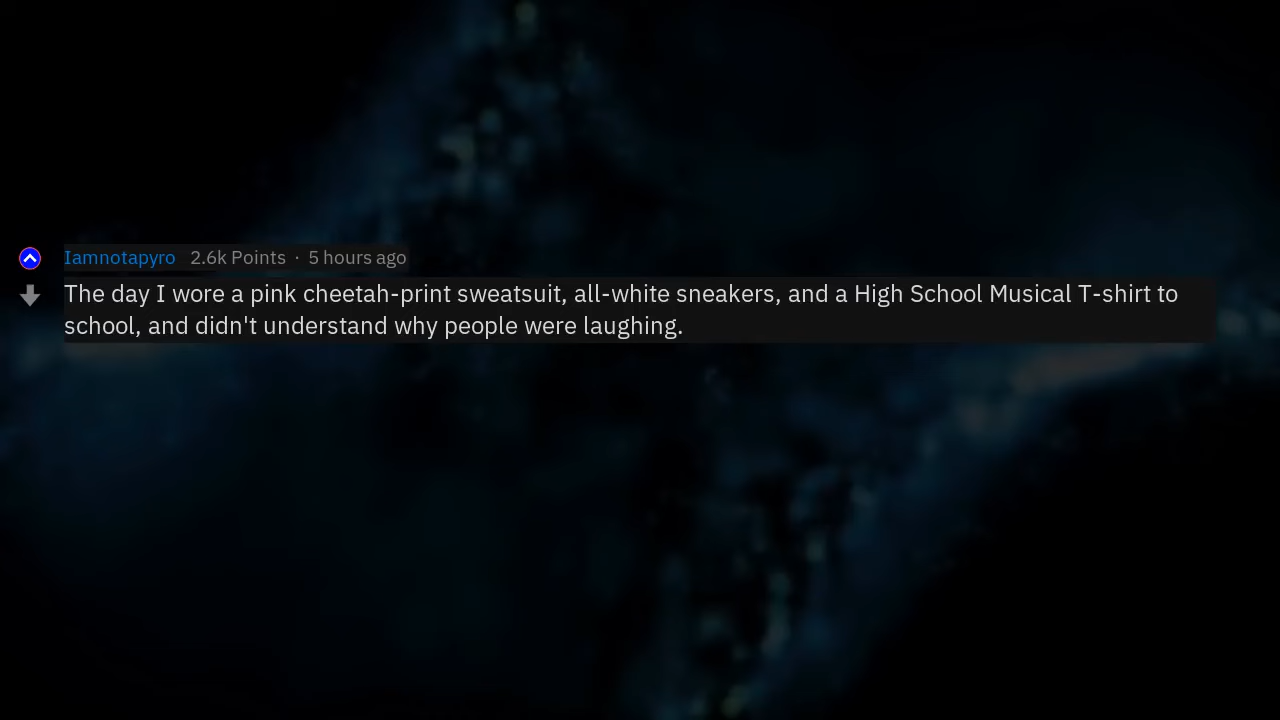 Iamnotapyro 2.6k Points · 5 hours ago
The day I wore a pink cheetah-print sweatsuit, all-white sneakers, and a High School Musical T-shirt to
school, and didn't understand why people were laughing.